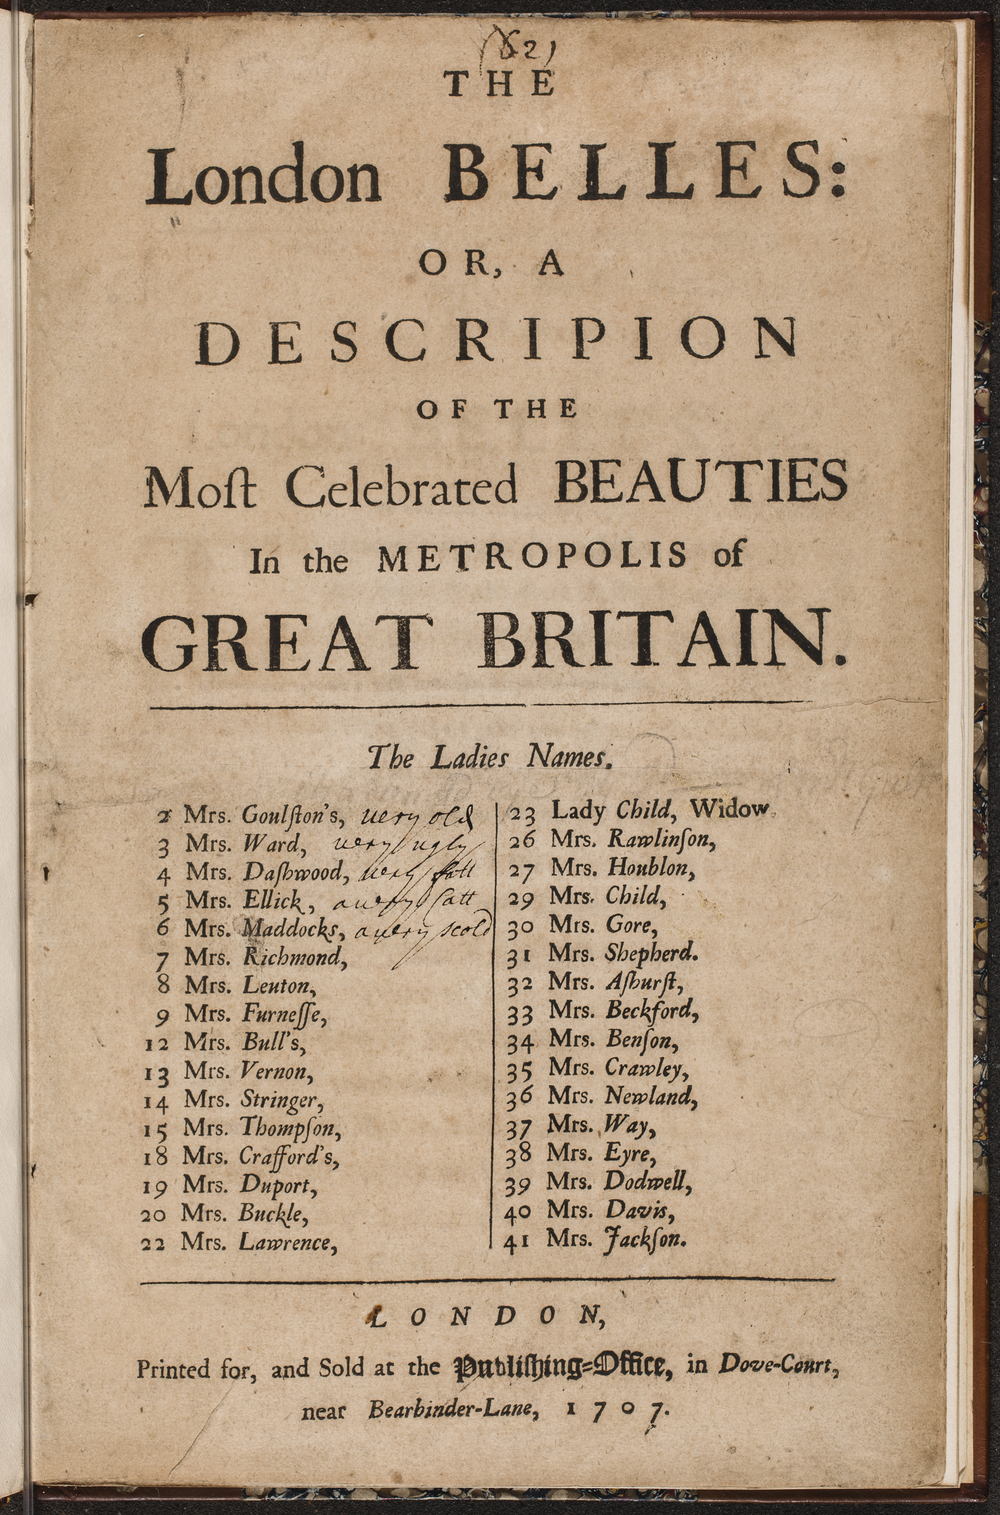 (82)
THE
London BELLES:
OR, A
DESCRIPION
OF THE
Moſt Celebrated BEAUTIES
In the METROPOLIS of
GREAT BRITAIN.
The Ladies Names.
2 Mrs. Goulſton's, very old
3 Mrs. Ward, very ugly
4 Mrs. Daſhwood, very fatt
5 Mrs. Ellick, a very fatt
6 Mrs. Maddocks, a very scold
7 Mrs. Richmond,
8 Mrs. Leuton,
9 Mrs. Furneſſe,
12 Mrs. Bull's,
13 Mrs. Vernon,
14 Mrs. Stringer,
15 Mrs. Thompſon,
18 Mrs. Crafford's,
19 Mrs. Duport,
20 Mrs. Buckle,
22 Mrs. Lawrence,
23 Lady Child, Widow.
26 Mrs. Rawlinſon,
27 Mrs. Houblon,
29 Mrs. Child,
30 Mrs. Gore,
31 Mrs. Shepherd.
32 Mrs. Aſhurſt,
33 Mrs. Beckford,
34 Mrs. Benſon,
35 Mrs. Crawley,
36 Mrs. Newland,
37 Mrs. Way,
38 Mrs. Eyre,
39 Mrs. Dodwell,
40 Mrs. Davis,
41 Mrs. Jackſon.
LONDON,
Printed for, and Sold at the Publiſhing-Office, in Dove-Court,
near Bearbinder-Lane, 1707.